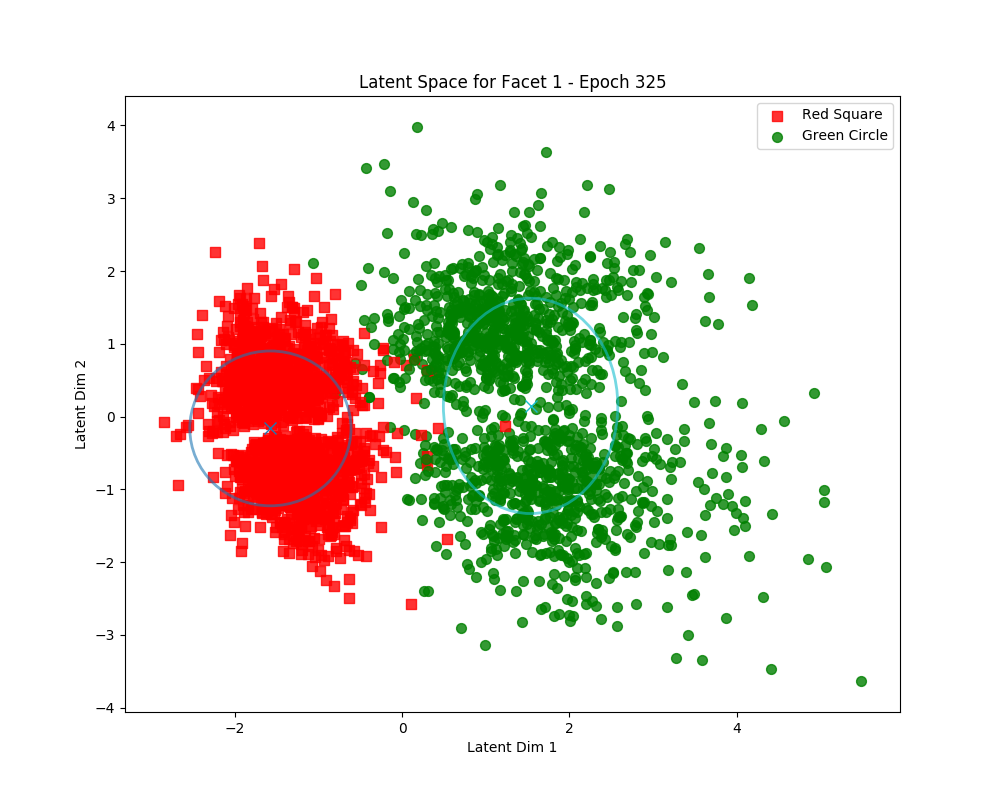 Latent Space for Facet 1 - Epoch 325
Red Square
Green Circle
4
3
2
1
0
−1
−2
−3
−4
Latent Dim 2
−2
0
2
4
Latent Dim 1